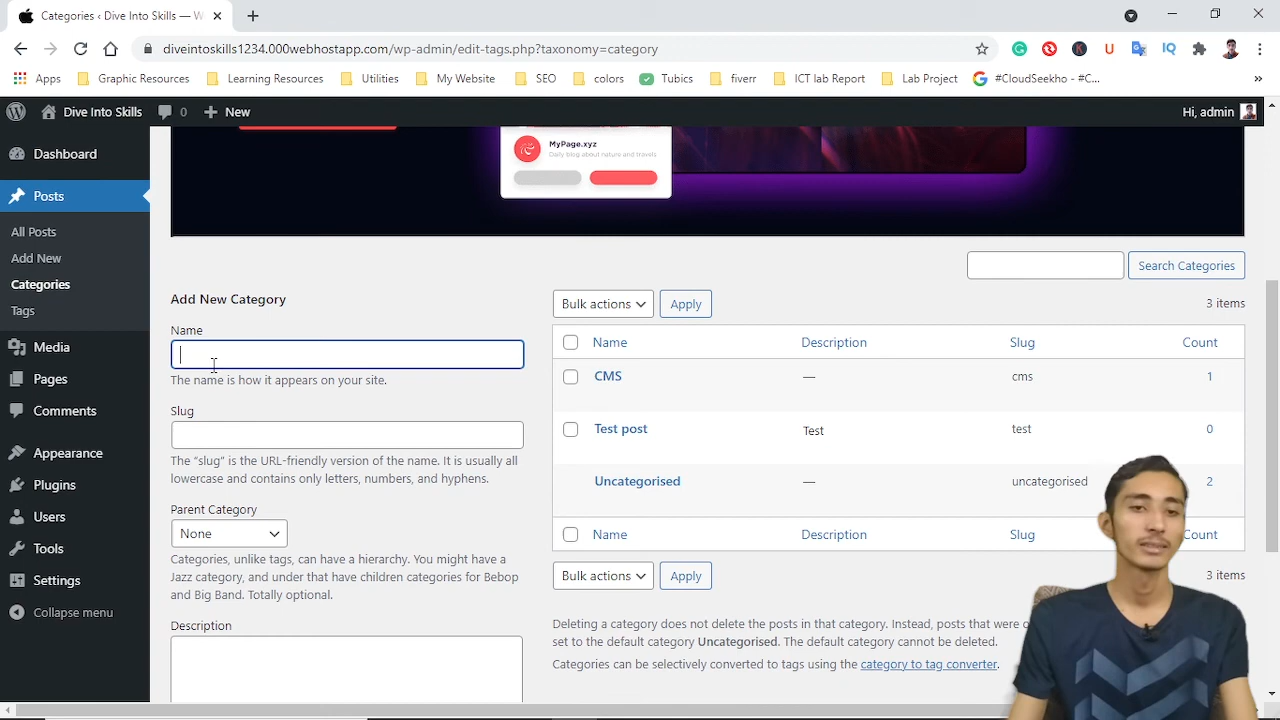 Categories ‹ Dive Into Skills — W
diveintoskills1234.000webhostapp.com/wp-admin/edit-tags.php?taxonomy=category
Apps Graphic Resources Learning Resources Utilities My Website SEO colors Tubics fiverr ICT lab Report Lab Project #CloudSeekho - #C... »
Dive Into Skills 0 New Hi, admin
Dashboard
Posts
All Posts
Add New
Categories
Tags
Media
Pages
Comments
Appearance
Plugins
Users
Tools
Settings
Collapse menu
MyPage.xyz
Daily blog about nature and travels
Search Categories
Add New Category
Name
The name is how it appears on your site.
Slug
The “slug” is the URL-friendly version of the name. It is usually all
lowercase and contains only letters, numbers, and hyphens.
Parent Category
None
Categories, unlike tags, can have a hierarchy. You might have a
Jazz category, and under that have children categories for Bebop
and Big Band. Totally optional.
Description
Bulk actions Apply 3 items
Name Description Slug Count
CMS — cms 1
Test post Test test 0
Uncategorised — uncategorised 2
Name Description Slug Count
Bulk actions Apply 3 items
Deleting a category does not delete the posts in that category. Instead, posts that were
set to the default category Uncategorised. The default category cannot be deleted.
Categories can be selectively converted to tags using the category to tag converter.